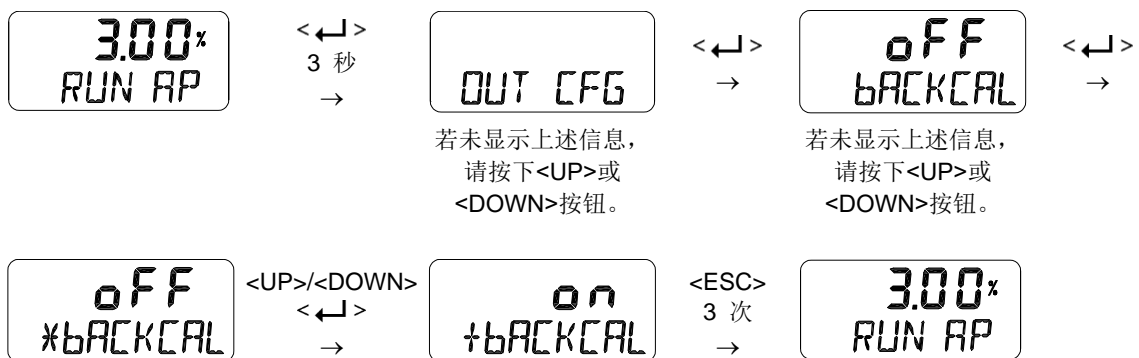 3.00%
RUN AP
<↵>
3 秒
→
OUT CFG
若未显示上述信息，
请按下<UP>或
<DOWN>按钮。
<↵>
→
oFF
bACKCAL
若未显示上述信息，
请按下<UP>或
<DOWN>按钮。
<↵>
→
oFF
*bACKCAL
<UP>/<DOWN>
<↵>
→
on
+bACKCAL
<ESC>
3 次
→
3.00%
RUN AP